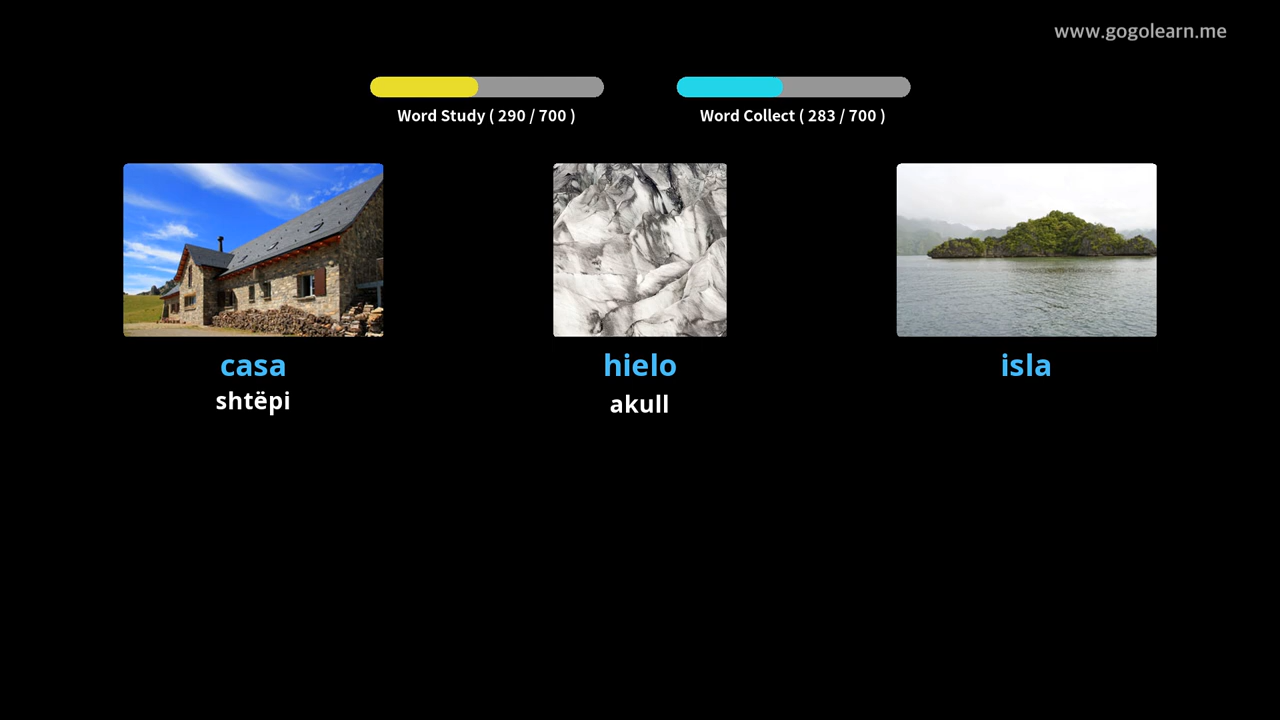 www.gogolearn.me
Word Study ( 290 / 700 )
Word Collect ( 283 / 700 )
casa
shtëpi
hielo
akull
isla